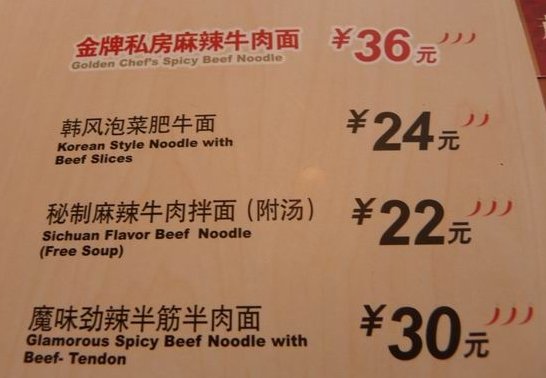 金牌私房麻辣牛肉面 ¥36元
Golden Chef's Spicy Beef Noodle
韩风泡菜肥牛面 ¥24元
Korean Style Noodle with
Beef Slices
秘制麻辣牛肉拌面（附汤） ¥22元
Sichuan Flavor Beef Noodle
(Free Soup)
魔味劲辣半筋半肉面 ¥30元
Glamorous Spicy Beef Noodle with
Beef- Tendon